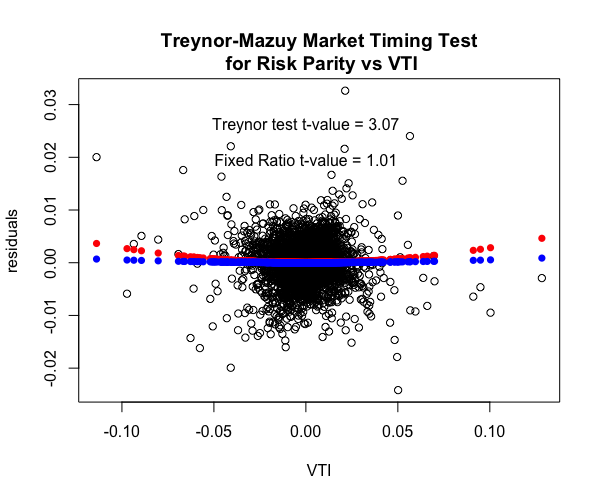 Treynor-Mazuy Market Timing Test
for Risk Parity vs VTI
Treynor test t-value = 3.07
Fixed Ratio t-value = 1.01
residuals
0.03
0.02
0.01
0.00
-0.01
-0.02
-0.10
-0.05
0.00
0.05
0.10
VTI